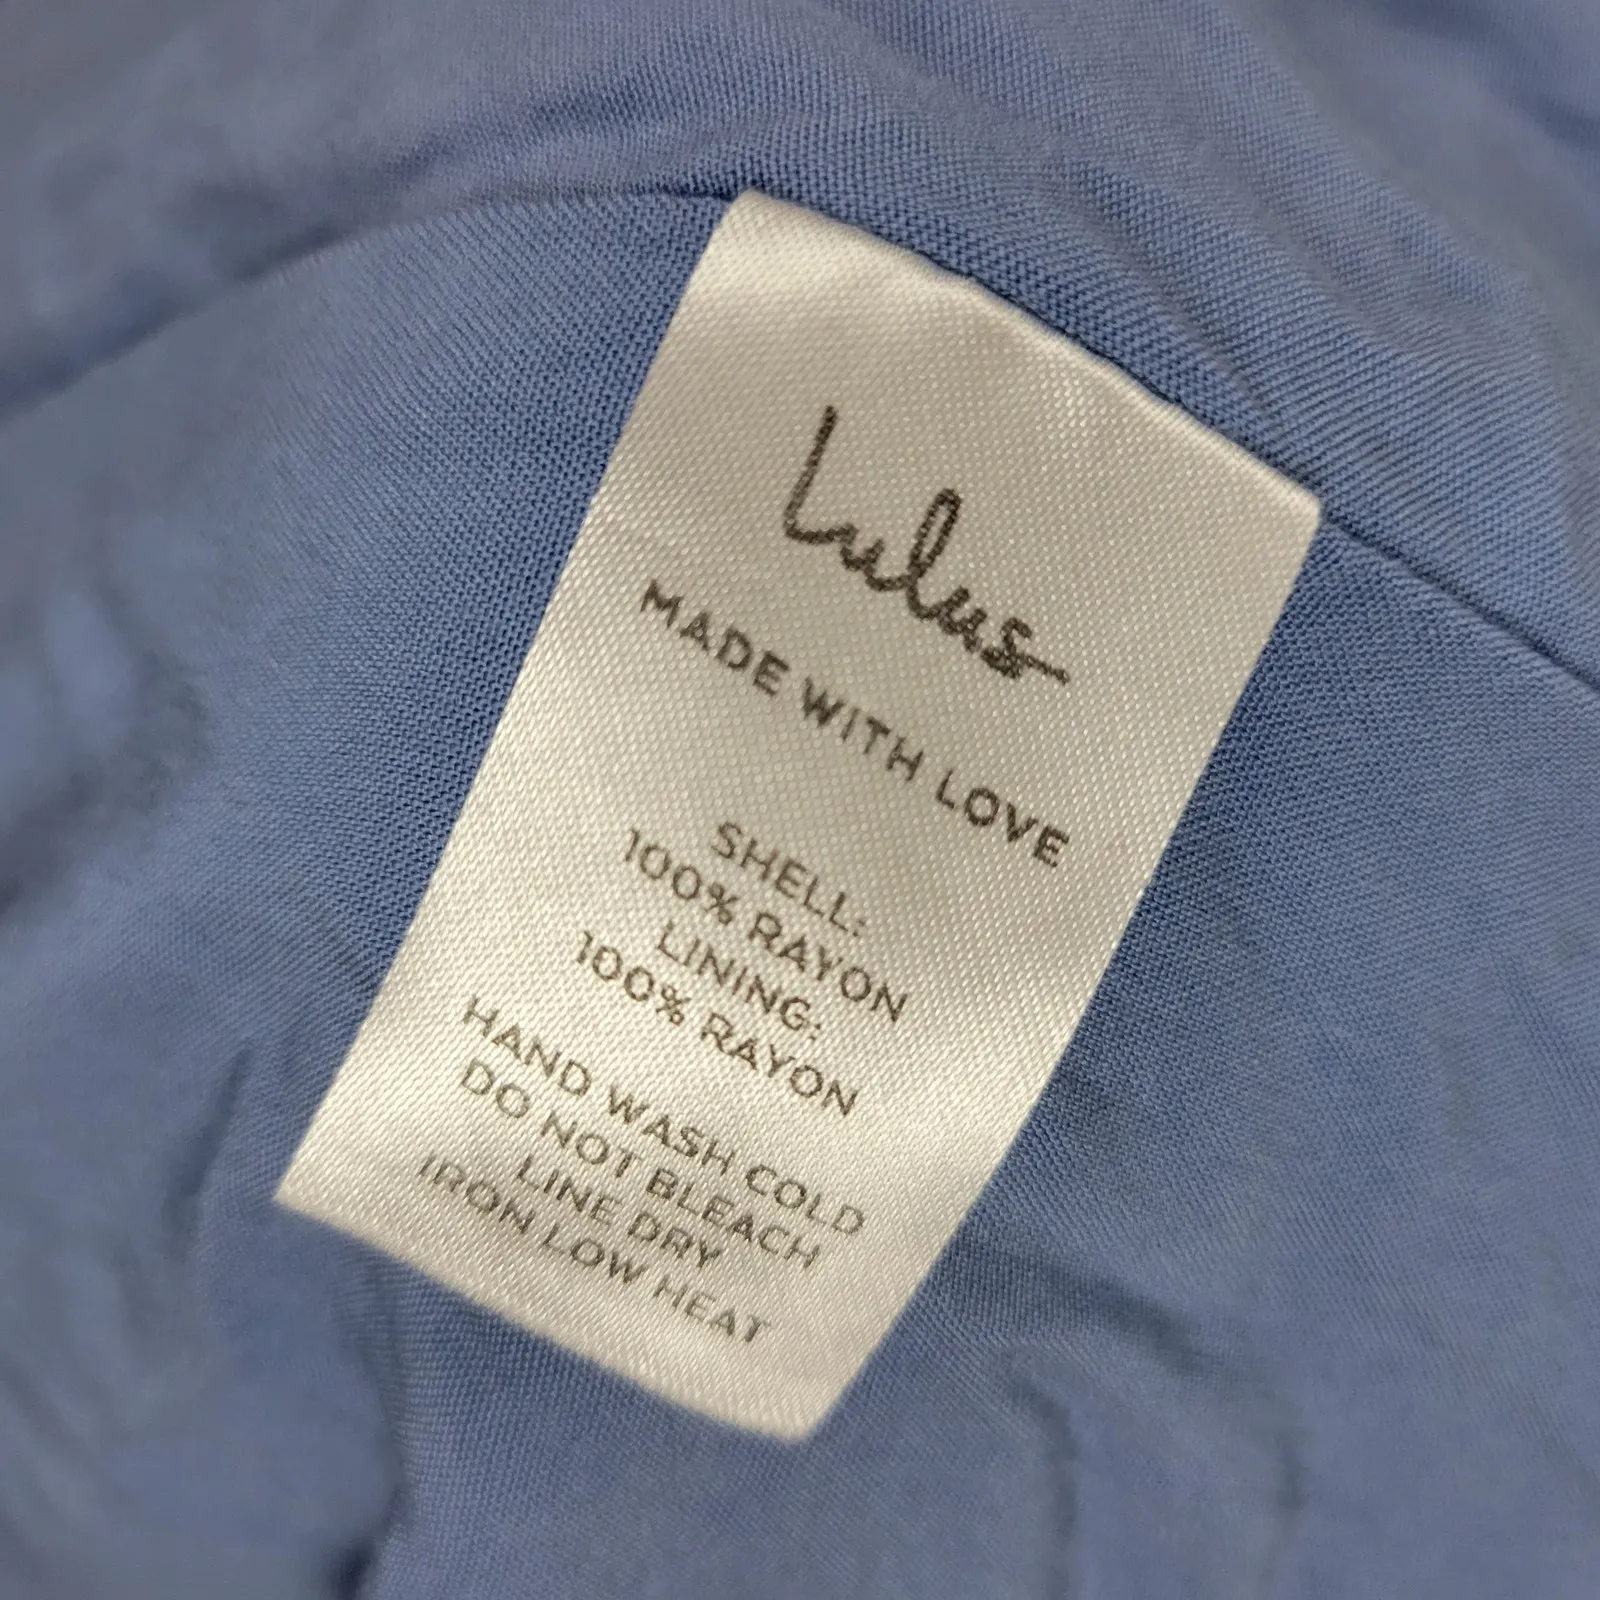 lulus
MADE WITH LOVE
SHELL:
100% RAYON
LINING:
100% RAYON
HAND WASH COLD
DO NOT BLEACH
LINE DRY
IRON LOW HEAT